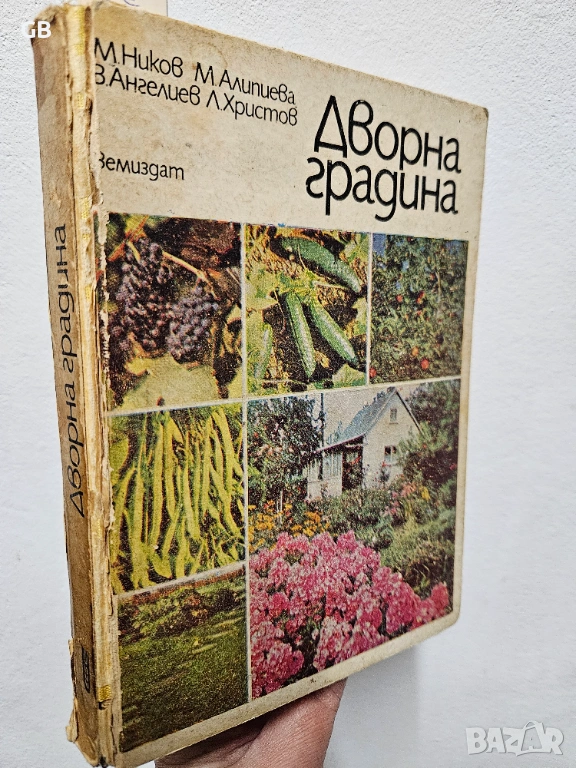 GB
М.Ников М.Алипиева
В.Ангелиев Л.Христов
Дворна
градина
Земиздат
Дворна градина
BAZAR